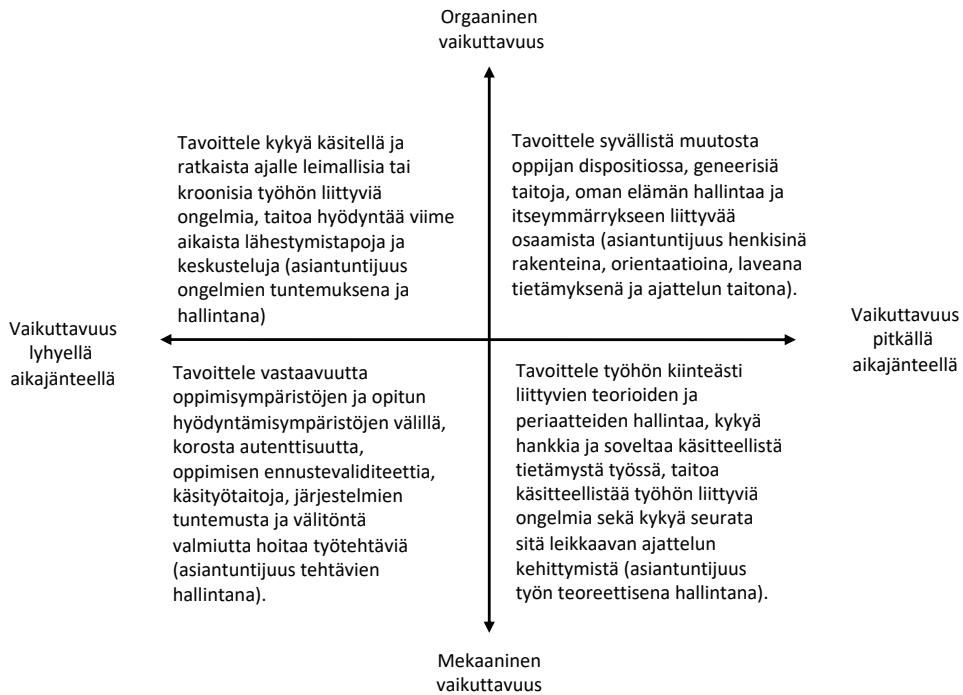 Orgaaninen
vaikuttavuus
Tavoittele kykyä käsitellä ja
ratkaista ajalle leimallisia tai
kroonisia työhön liittyviä
ongelmia, taitoa hyödyntää viime
aikaista lähestymistapoja ja
keskusteluja (asiantuntijuus
ongelmien tuntemuksena ja
hallintana)
Tavoittele syvällistä muutosta
oppijan dispositiossa, geneerisiä
taitoja, oman elämän hallintaa ja
itseymmärrykseen liittyvää
osaamista (asiantuntijuus henkisinä
rakenteina, orientaatioina, laveana
tietämyksenä ja ajattelun taitona).
Vaikuttavuus
lyhyellä
aikajänteellä
Vaikuttavuus
pitkällä
aikajänteellä
Tavoittele vastaavuutta
oppimisympäristöjen ja opitun
hyödyntämisympäristöjen välillä,
korosta autenttisuutta,
oppimisen ennustevaliditeettia,
käsityötaitoja, järjestelmien
tuntemusta ja välitöntä
valmiutta hoitaa työtehtäviä
(asiantuntijuus tehtävien
hallintana).
Tavoittele työhön kiinteästi
liittyvien teorioiden ja
periaatteiden hallintaa, kykyä
hankkia ja soveltaa käsitteellistä
tietämystä työssä, taitoa
käsitteellistää työhön liittyviä
ongelmia sekä kykyä seurata
sitä leikkaavan ajattelun
kehittymistä (asiantuntijuus
työn teoreettisena hallintana).
Mekaaninen
vaikuttavuus